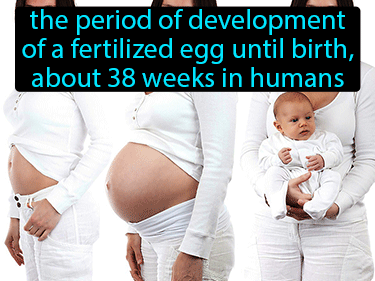 the period of development
of a fertilized egg until birth,
about 38 weeks in humans